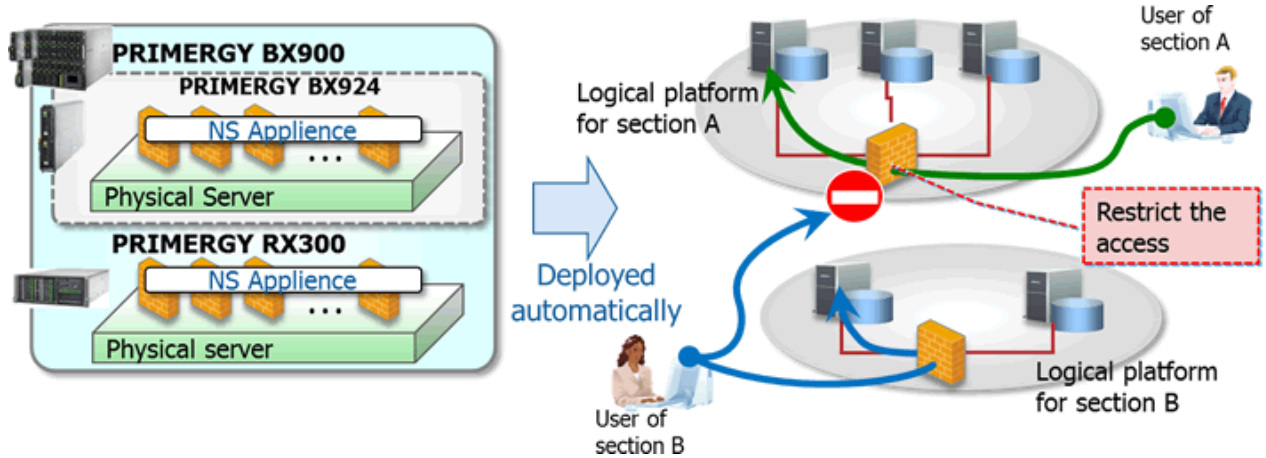 PRIMERGY BX900
PRIMERGY BX924
NS Applience
...
Physical Server
PRIMERGY RX300
NS Applience
...
Physical server
Deployed
automatically
Logical platform
for section A
User of
section A
Restrict the
access
User of
section B
Logical platform
for section B